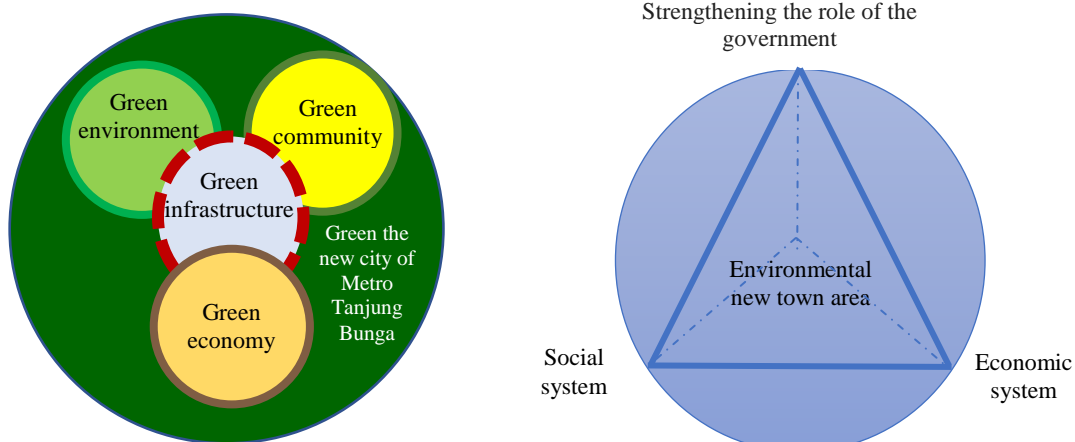 Green
environment
Green
community
Green
infrastructure
Green the
new city of
Metro
Tanjung
Bunga
Green
economy
Strengthening the role of the
government
Environmental
new town area
Social
system
Economic
system